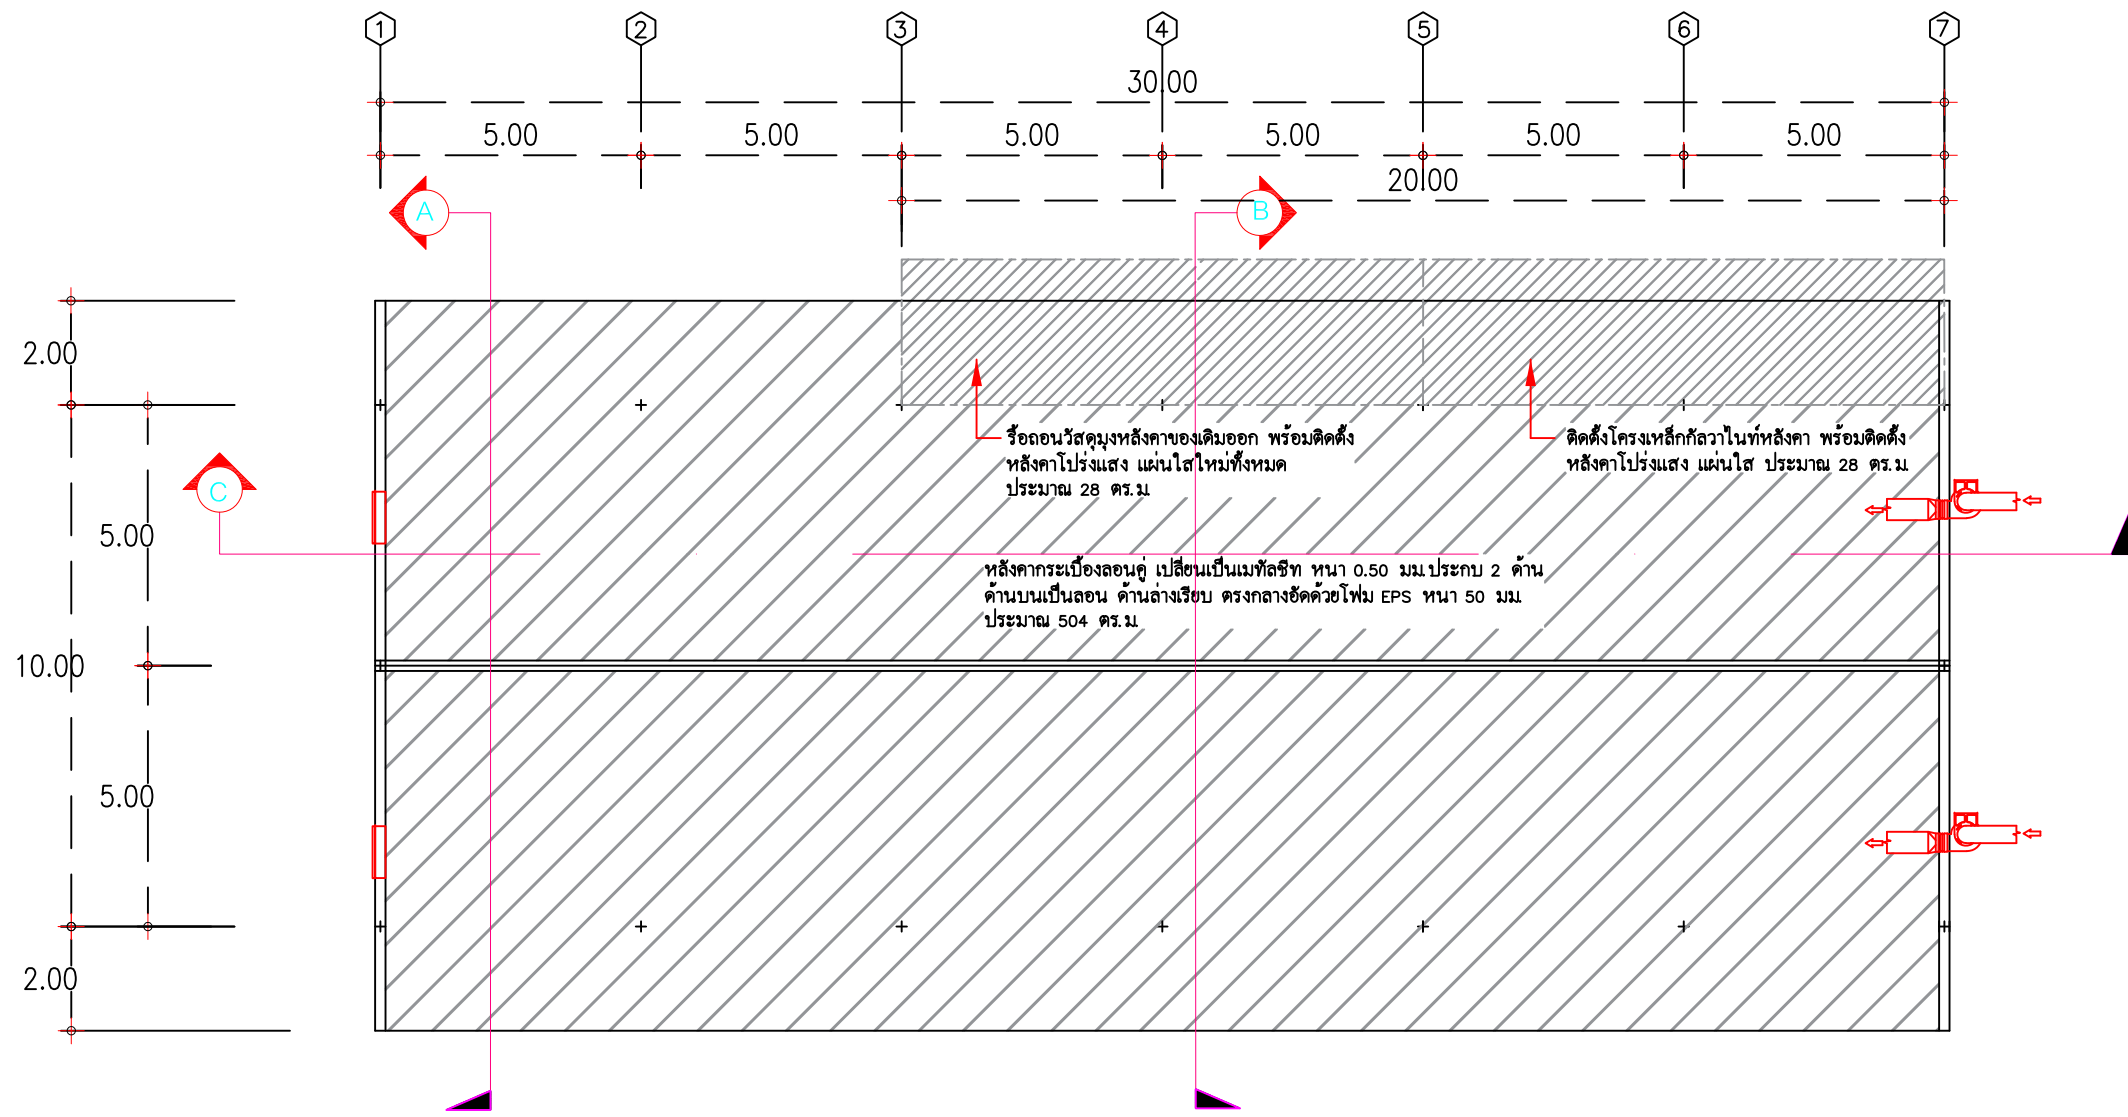 1 2 3 4 5 6 7
30.00
5.00 5.00 5.00 5.00 5.00 5.00
20.00
A B
2.00
รื้อถอนวัสดุมุงหลังคาของเดิมออก พร้อมติดตั้ง
หลังคาโปร่งแสง แผ่นใสใหม่ทั้งหมด
ประมาณ 28 ตร.ม.
ติดตั้งโครงเหล็กกัลวาไนท์หลังคา พร้อมติดตั้ง
หลังคาโปร่งแสง แผ่นใส ประมาณ 28 ตร.ม.
C
5.00
หลังคากระเบื้องลอนคู่ เปลี่ยนเป็นเมทัลชีท หนา 0.50 มม.ประกบ 2 ด้าน
ด้านบนเป็นลอน ด้านล่างเรียบ ตรงกลางอัดด้วยโฟม EPS หนา 50 มม.
ประมาณ 504 ตร.ม.
10.00
5.00
2.00